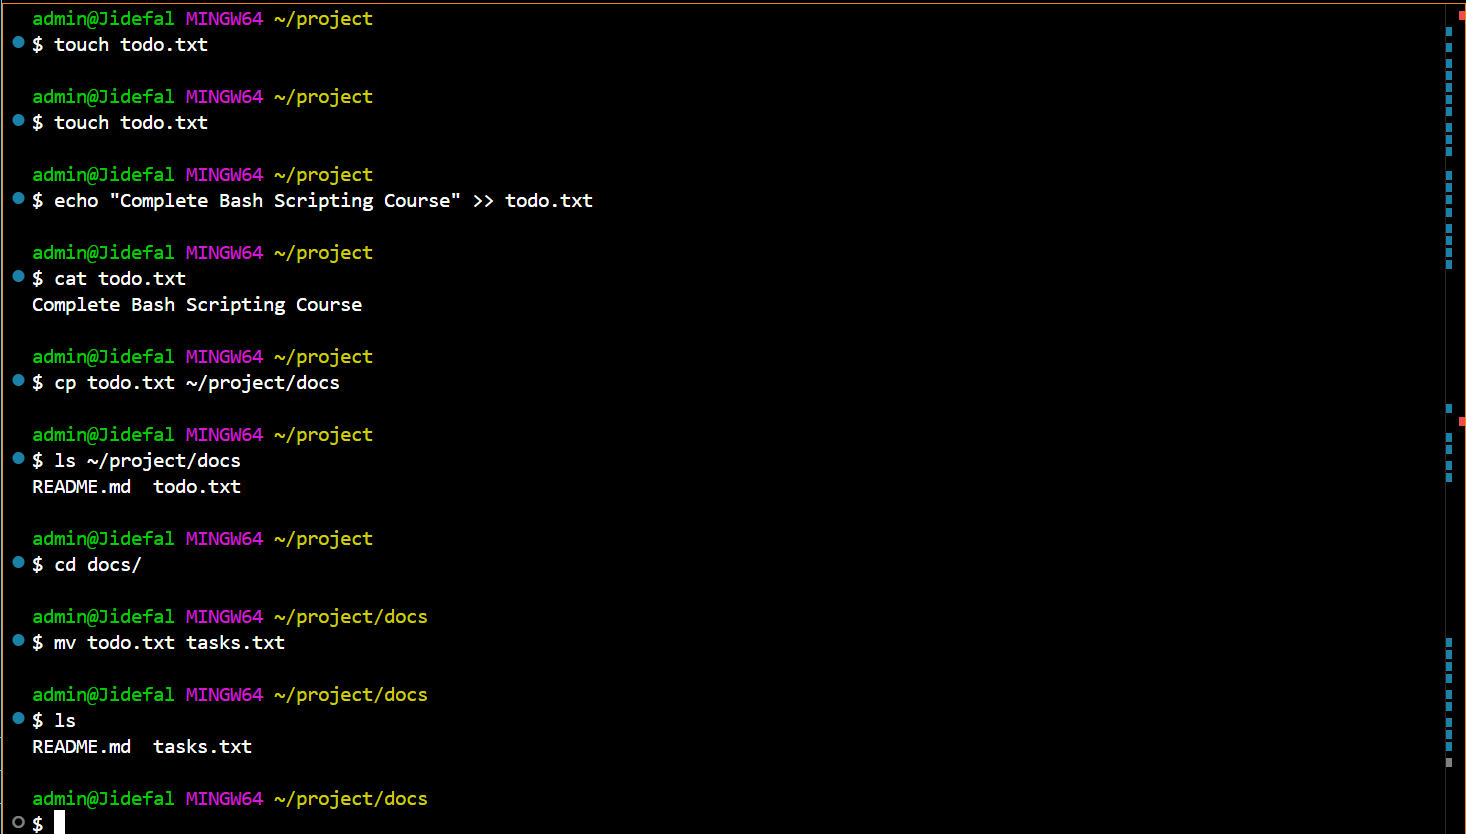 admin@Jidefal MINGW64 ~/project
$ touch todo.txt
admin@Jidefal MINGW64 ~/project
$ touch todo.txt
admin@Jidefal MINGW64 ~/project
$ echo "Complete Bash Scripting Course" >> todo.txt
admin@Jidefal MINGW64 ~/project
$ cat todo.txt
Complete Bash Scripting Course
admin@Jidefal MINGW64 ~/project
$ cp todo.txt ~/project/docs
admin@Jidefal MINGW64 ~/project
$ ls ~/project/docs
README.md  todo.txt
admin@Jidefal MINGW64 ~/project
$ cd docs/
admin@Jidefal MINGW64 ~/project/docs
$ mv todo.txt tasks.txt
admin@Jidefal MINGW64 ~/project/docs
$ ls
README.md  tasks.txt
admin@Jidefal MINGW64 ~/project/docs
$